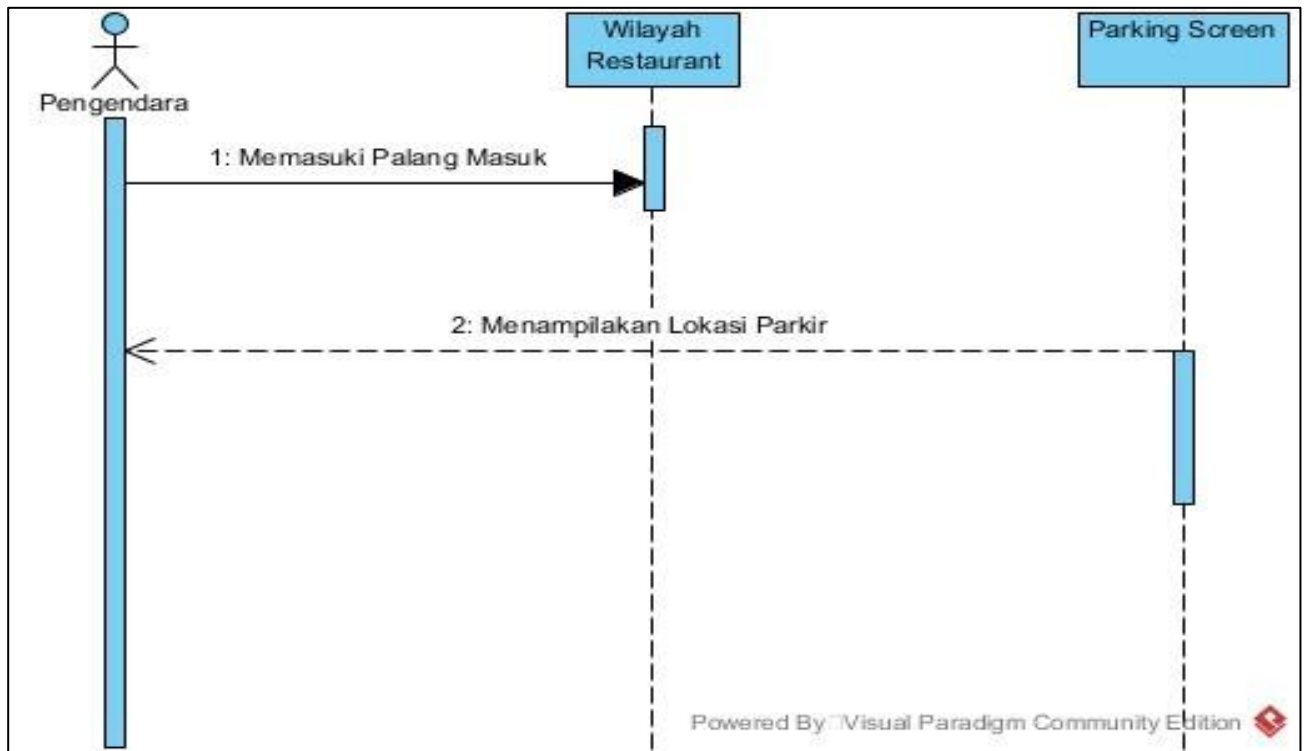 Wilayah
Restaurant
Parking Screen
Pengendara
1: Memasuki Palang Masuk
2: Menampilakan Lokasi Parkir
Powered By Visual Paradigm Community Edition